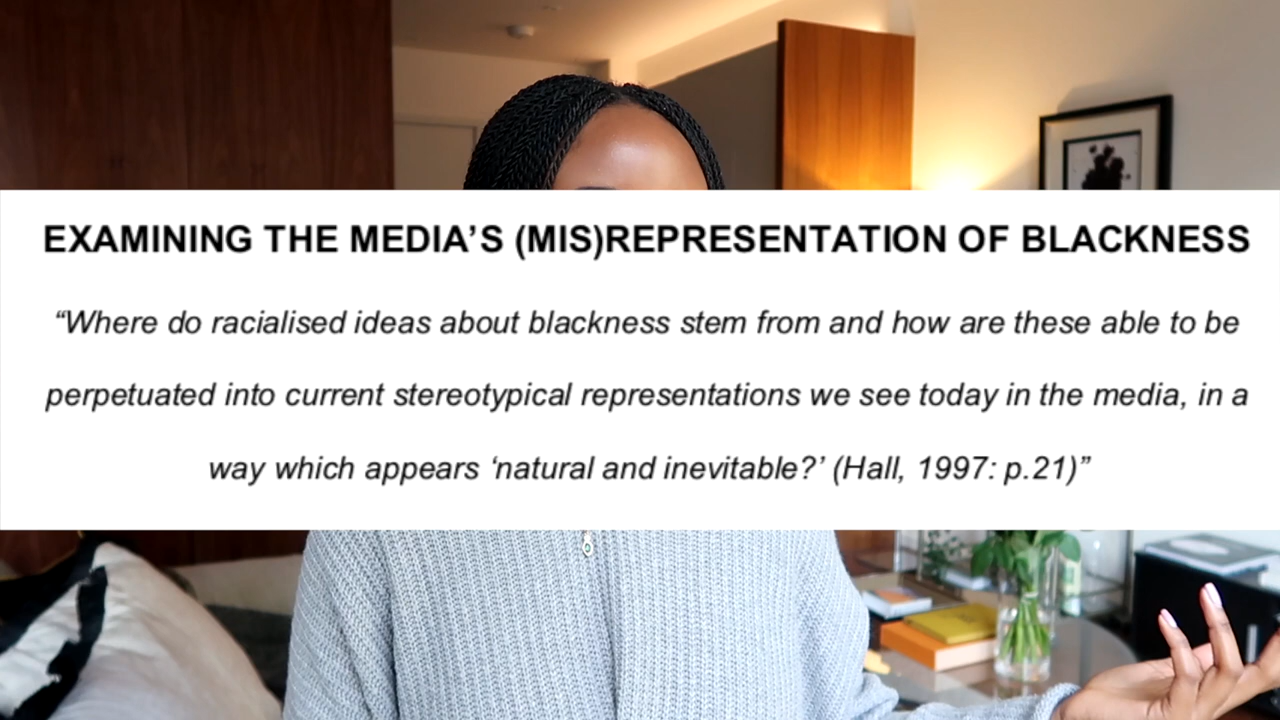 EXAMINING THE MEDIA’S (MIS)REPRESENTATION OF BLACKNESS
“Where do racialised ideas about blackness stem from and how are these able to be
perpetuated into current stereotypical representations we see today in the media, in a
way which appears ‘natural and inevitable?’ (Hall, 1997: p.21)”